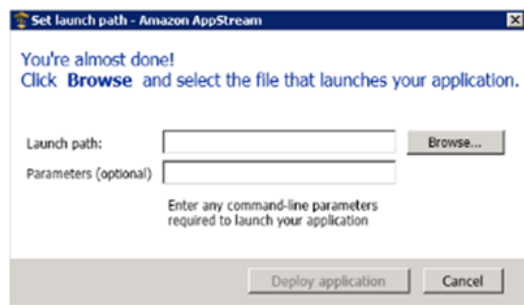 Set launch path - Amazon AppStream
You're almost done!
Click Browse and select the file that launches your application.
Launch path:
Browse...
Parameters (optional)
Enter any command-line parameters
required to launch your application
Deploy application
Cancel